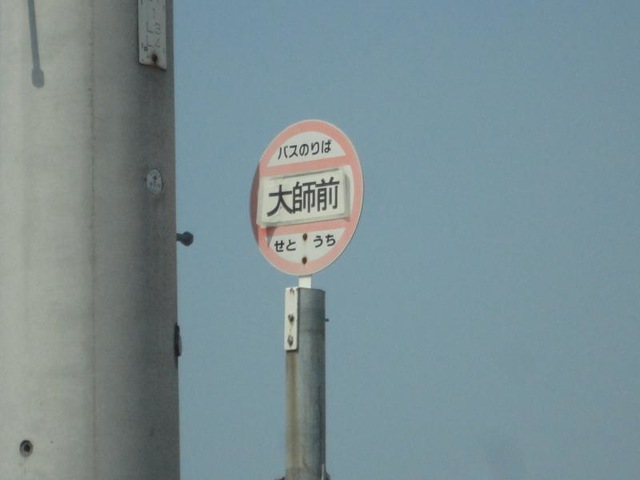 バスのりば
大師前
せと うち